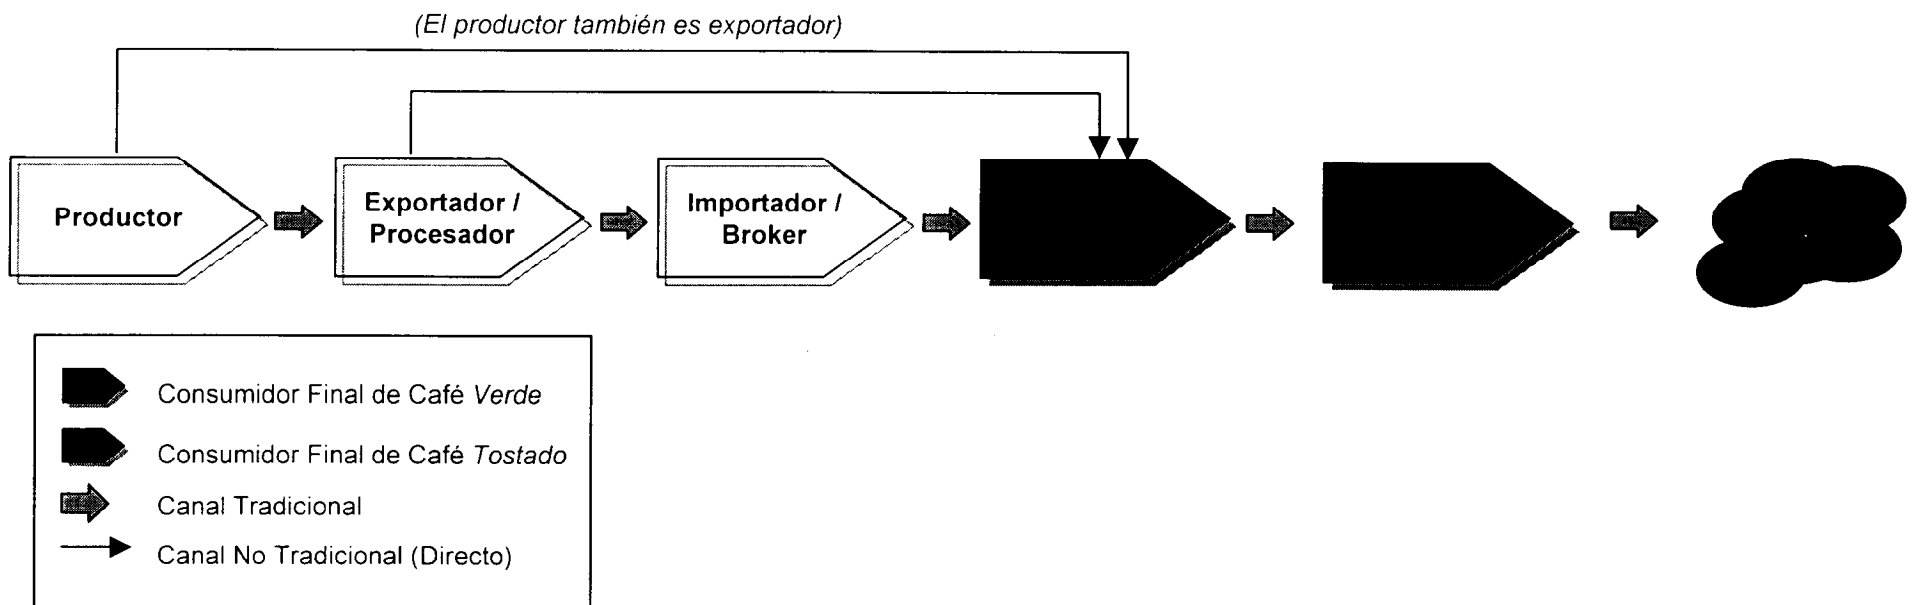 (El productor también es exportador)
Productor
Exportador /
Procesador
Importador /
Broker
Consumidor Final de Café Verde
Consumidor Final de Café Tostado
Canal Tradicional
Canal No Tradicional (Directo)